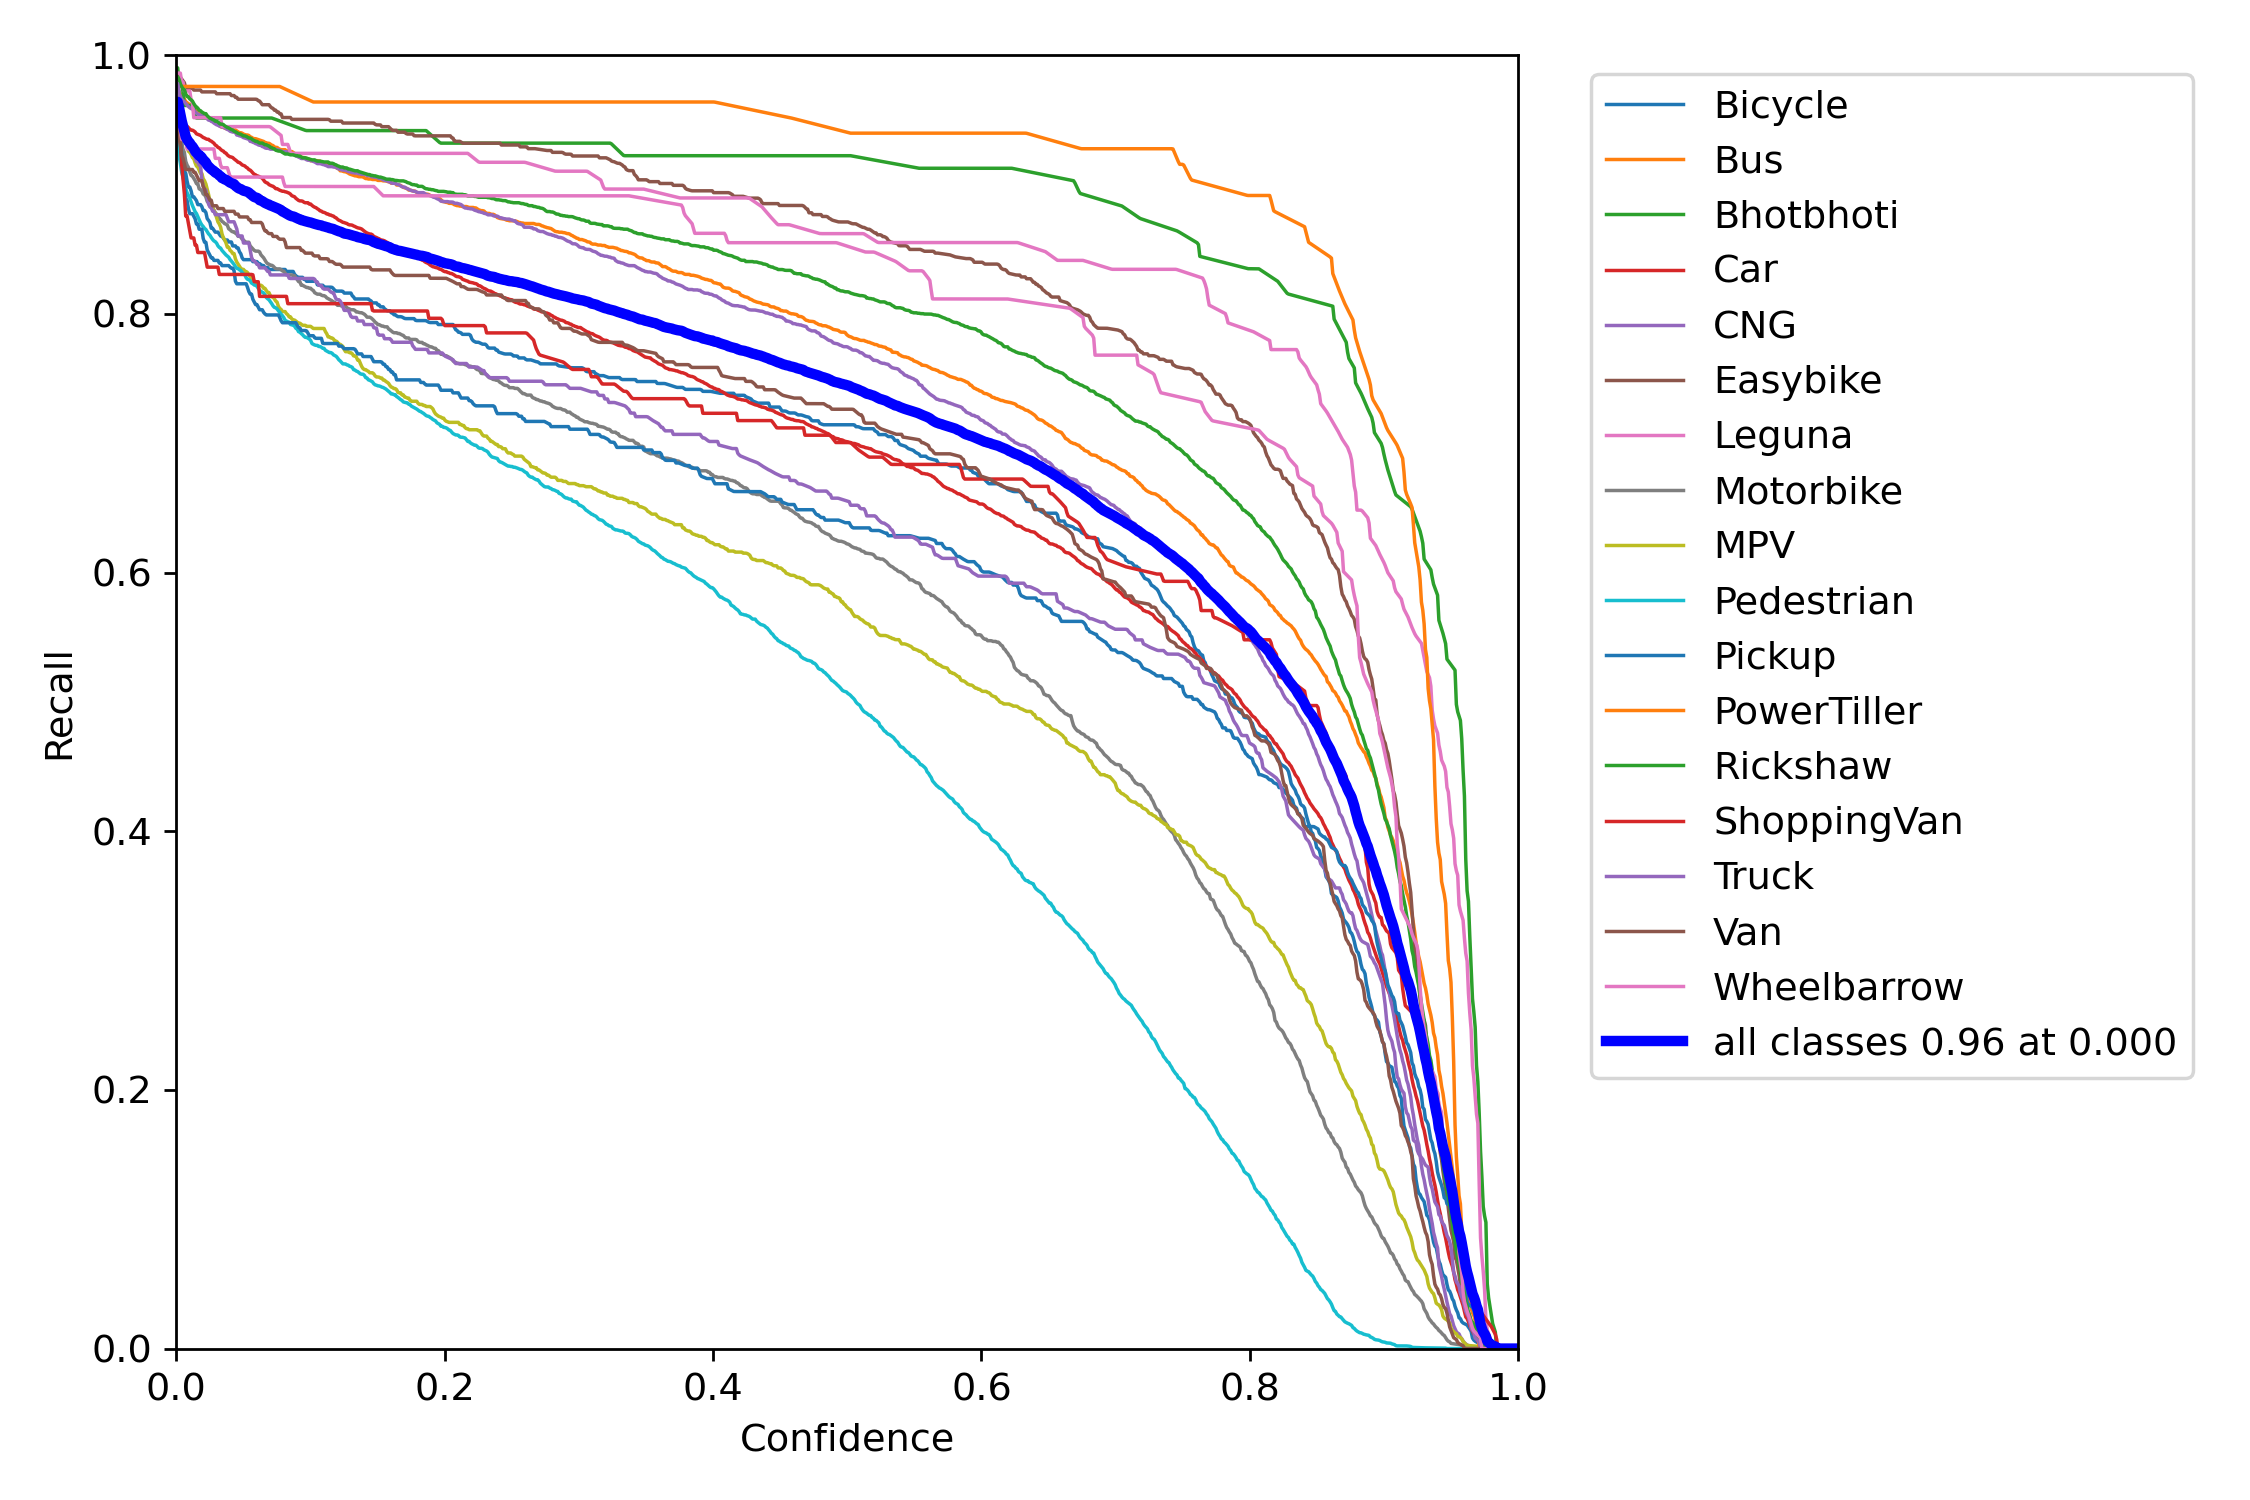 1.0
0.8
0.6
0.4
0.2
0.0
Recall
0.0 0.2 0.4 0.6 0.8 1.0
Confidence
Bicycle
Bus
Bhotbhoti
Car
CNG
Easybike
Leguna
Motorbike
MPV
Pedestrian
Pickup
PowerTiller
Rickshaw
ShoppingVan
Truck
Van
Wheelbarrow
all classes 0.96 at 0.000